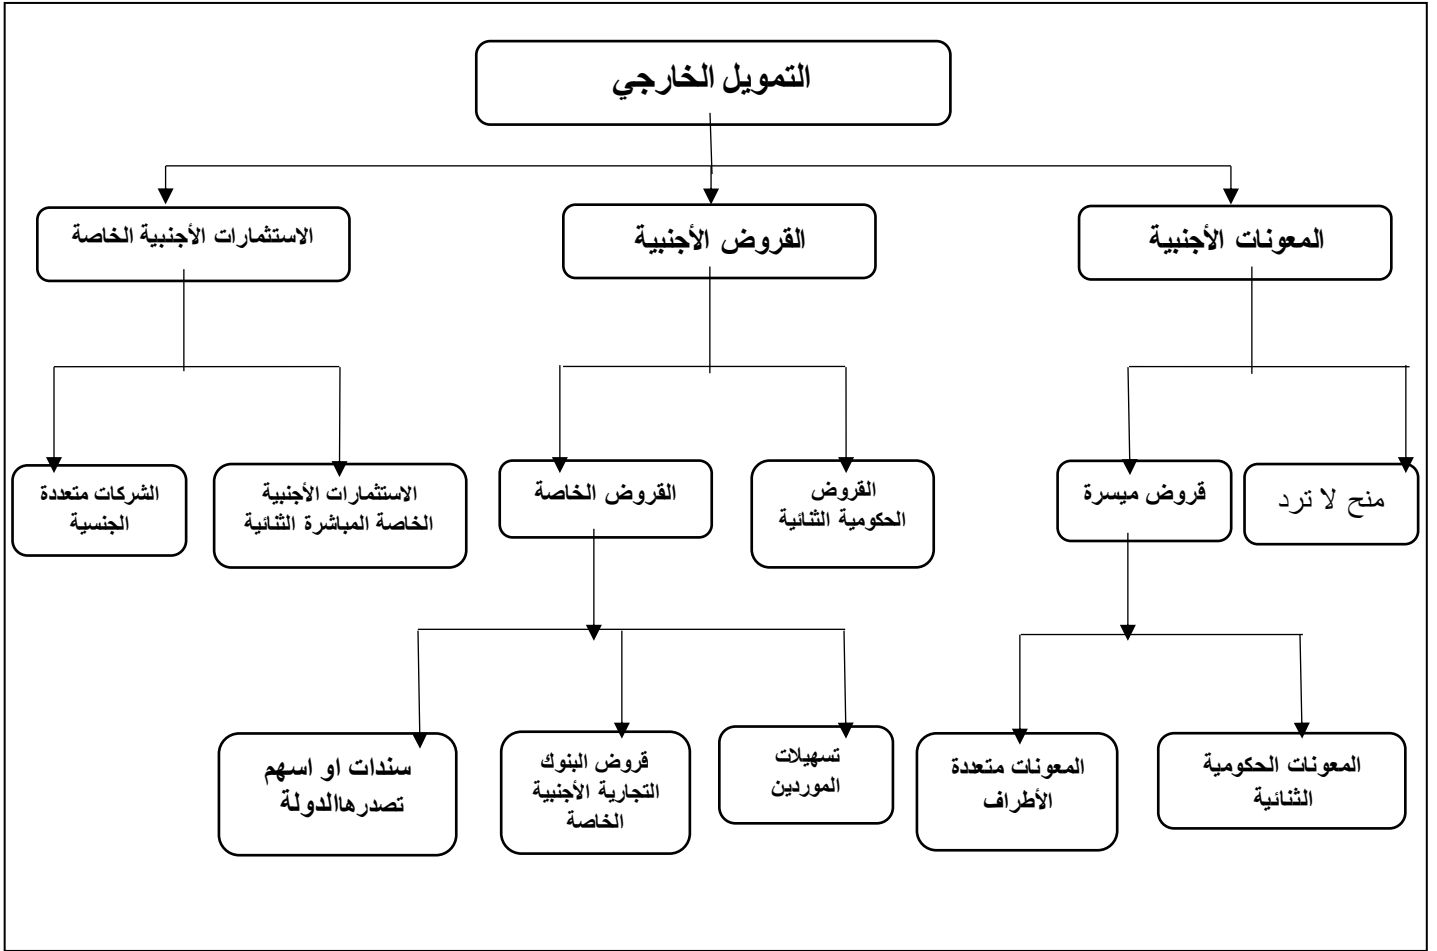 التمويل الخارجي
المعونات الأجنبية
القروض الأجنبية
الاستثمارات الأجنبية الخاصة
منح لا ترد
قروض ميسرة
القروض
الحكومية الثنائية
القروض الخاصة
الاستثمارات الأجنبية
الخاصة المباشرة الثنائية
الشركات متعددة
الجنسية
المعونات الحكومية
الثنائية
المعونات متعددة
الأطراف
تسهيلات
الموردين
قروض البنوك
التجارية الأجنبية
الخاصة
سندات او اسهم
تصدرهاالدولة